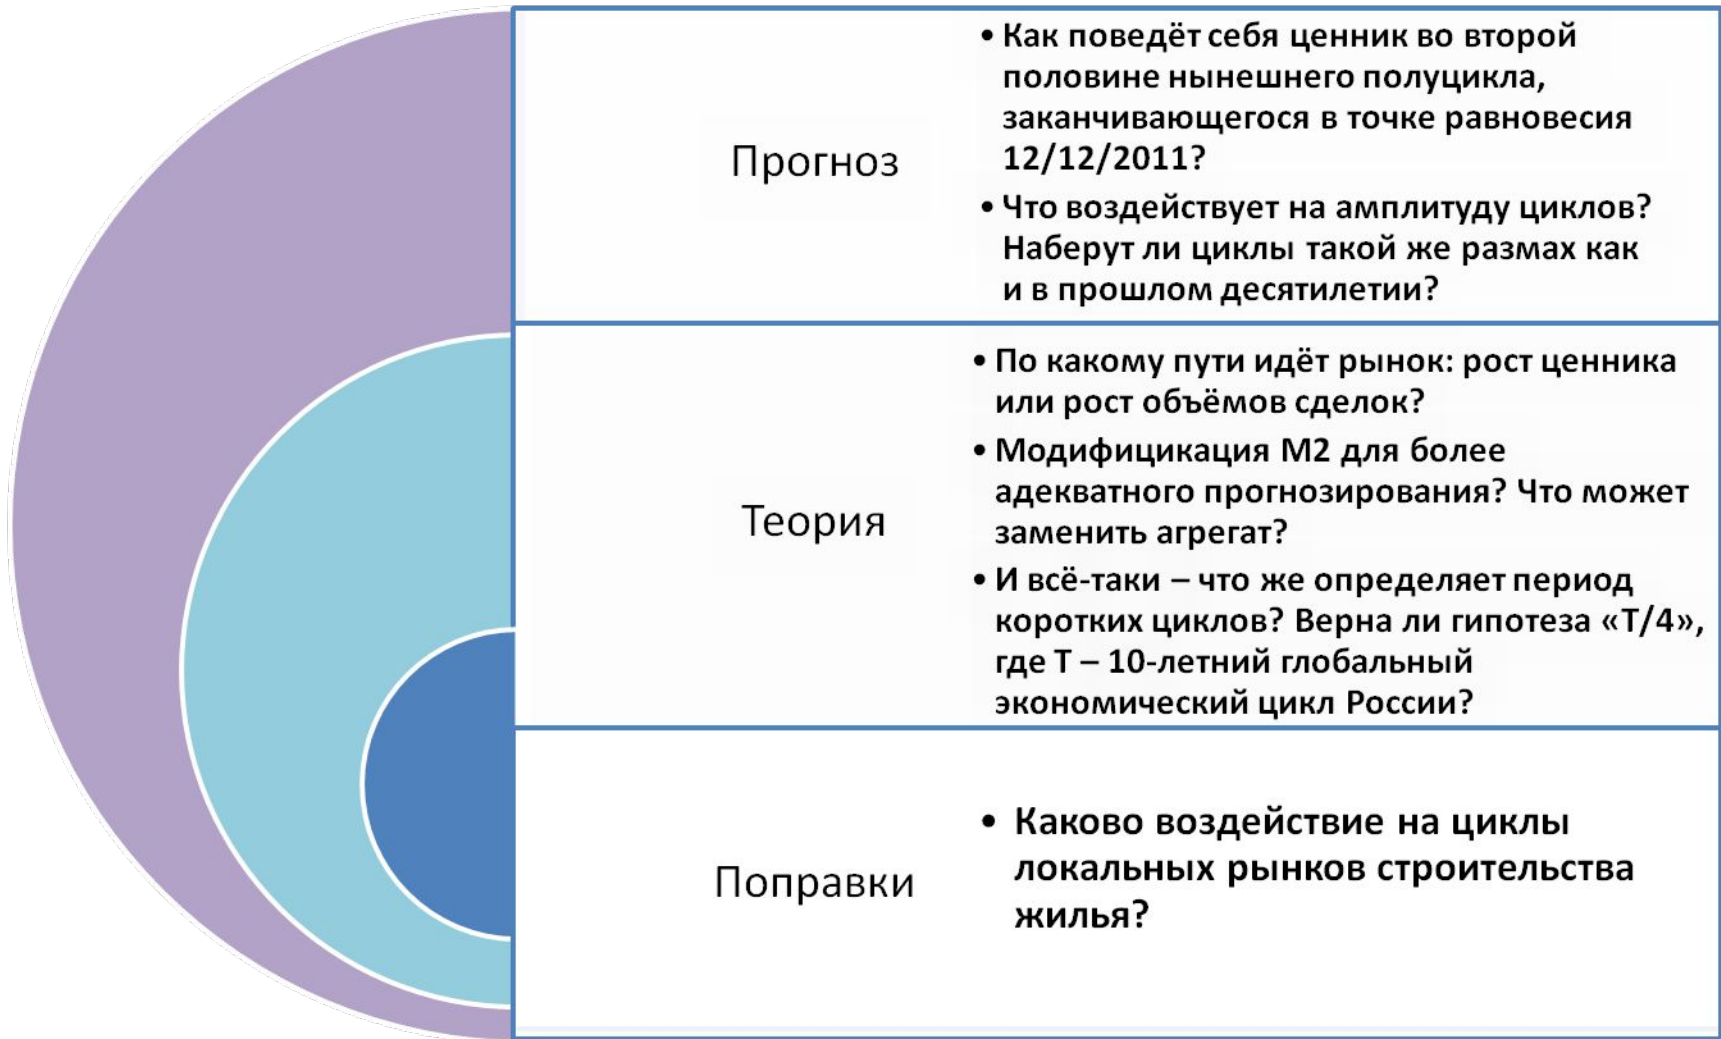 Прогноз
• Как поведёт себя ценник во второй
половине нынешнего полуцикла,
заканчивающегося в точке равновесия
12/12/2011?
• Что воздействует на амплитуду циклов?
Наберут ли циклы такой же размах как
и в прошлом десятилетии?
Теория
• По какому пути идёт рынок: рост ценника
или рост объёмов сделок?
• Модифицикация М2 для более
адекватного прогнозирования? Что может
заменить агрегат?
• И всё-таки – что же определяет период
коротких циклов? Верна ли гипотеза «Т/4»,
где Т – 10-летний глобальный
экономический цикл России?
Поправки
• Каково воздействие на циклы
локальных рынков строительства
жилья?